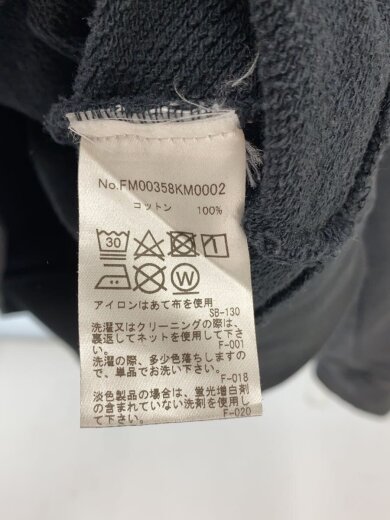 No.FM00358KM0002
コットン 100%
30
W
アイロンはあて布を使用
SB-130
洗濯又はクリーニングの際は、
裏返してネットを使用して下さ
い。 F-001
洗濯の際、多少色落ちしますの
で、単品でお洗い下さい。
F-018
淡色製品の場合は、蛍光増白剤
の含まれていない洗剤を使用し
て下さい。 F-020